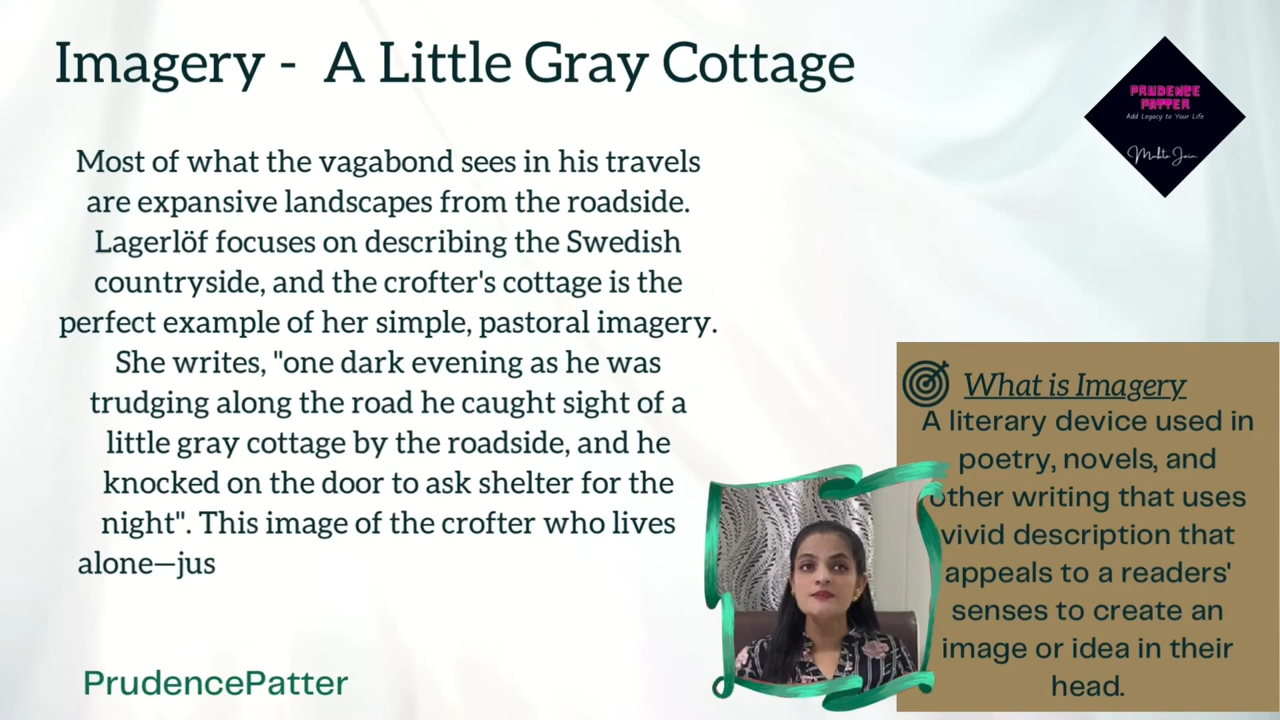 Imagery - A Little Gray Cottage
PRUDENCE
PATTER
Add Legacy to Your Life
Mukta Jain
Most of what the vagabond sees in his travels
are expansive landscapes from the roadside.
Lagerlöf focuses on describing the Swedish
countryside, and the crofter's cottage is the
perfect example of her simple, pastoral imagery.
She writes, "one dark evening as he was
trudging along the road he caught sight of a
little gray cottage by the roadside, and he
knocked on the door to ask shelter for the
night". This image of the crofter who lives
alone—jus
What is Imagery
A literary device used in
poetry, novels, and
other writing that uses
vivid description that
appeals to a readers'
senses to create an
image or idea in their
head.
PrudencePatter